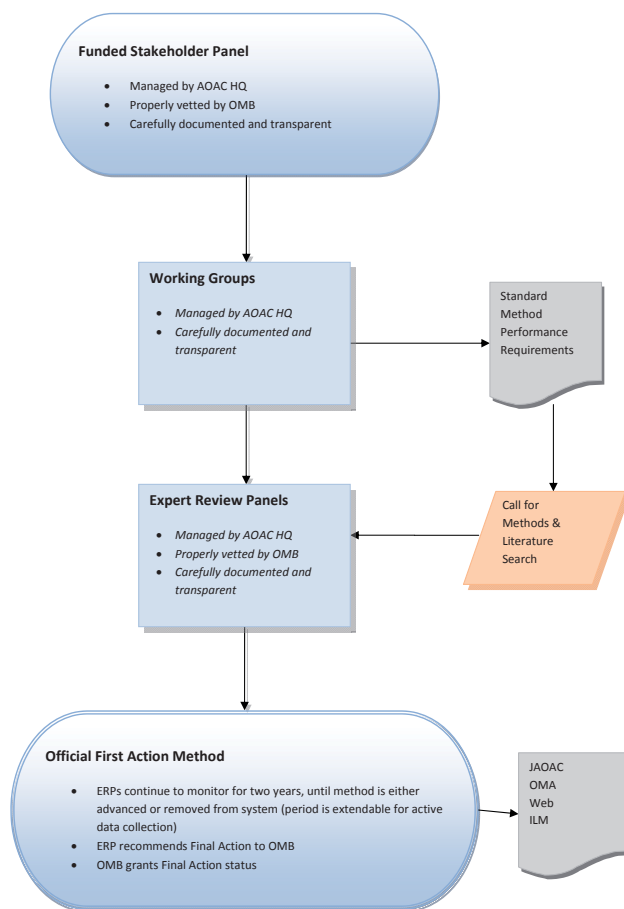 Funded Stakeholder Panel
• Managed by AOAC HQ
• Properly vetted by OMB
• Carefully documented and transparent
Working Groups
• Managed by AOAC HQ
• Carefully documented and
transparent
Standard
Method
Performance
Requirements
Expert Review Panels
• Managed by AOAC HQ
• Properly vetted by OMB
• Carefully documented and
transparent
Call for
Methods &
Literature
Search
Official First Action Method
• ERPs continue to monitor for two years, until method is either
advanced or removed from system (period is extendable for active
data collection)
• ERP recommends Final Action to OMB
• OMB grants Final Action status
JAOAC
OMA
Web
ILM